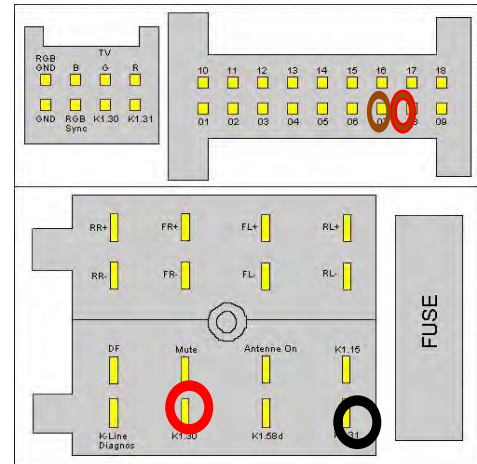 TV
RGB
GND B G R
GND RGB
Sync K1.30 K1.31
10 11 12 13 14 15 16 17 18
01 02 03 04 05 06 07 09
RR+ FR+ FL+ RL+
RR- FR- FL- RL-
DF Mute Antenne On K1.15
K-Line
Diagnos K1.30 K1.58d 31
FUSE